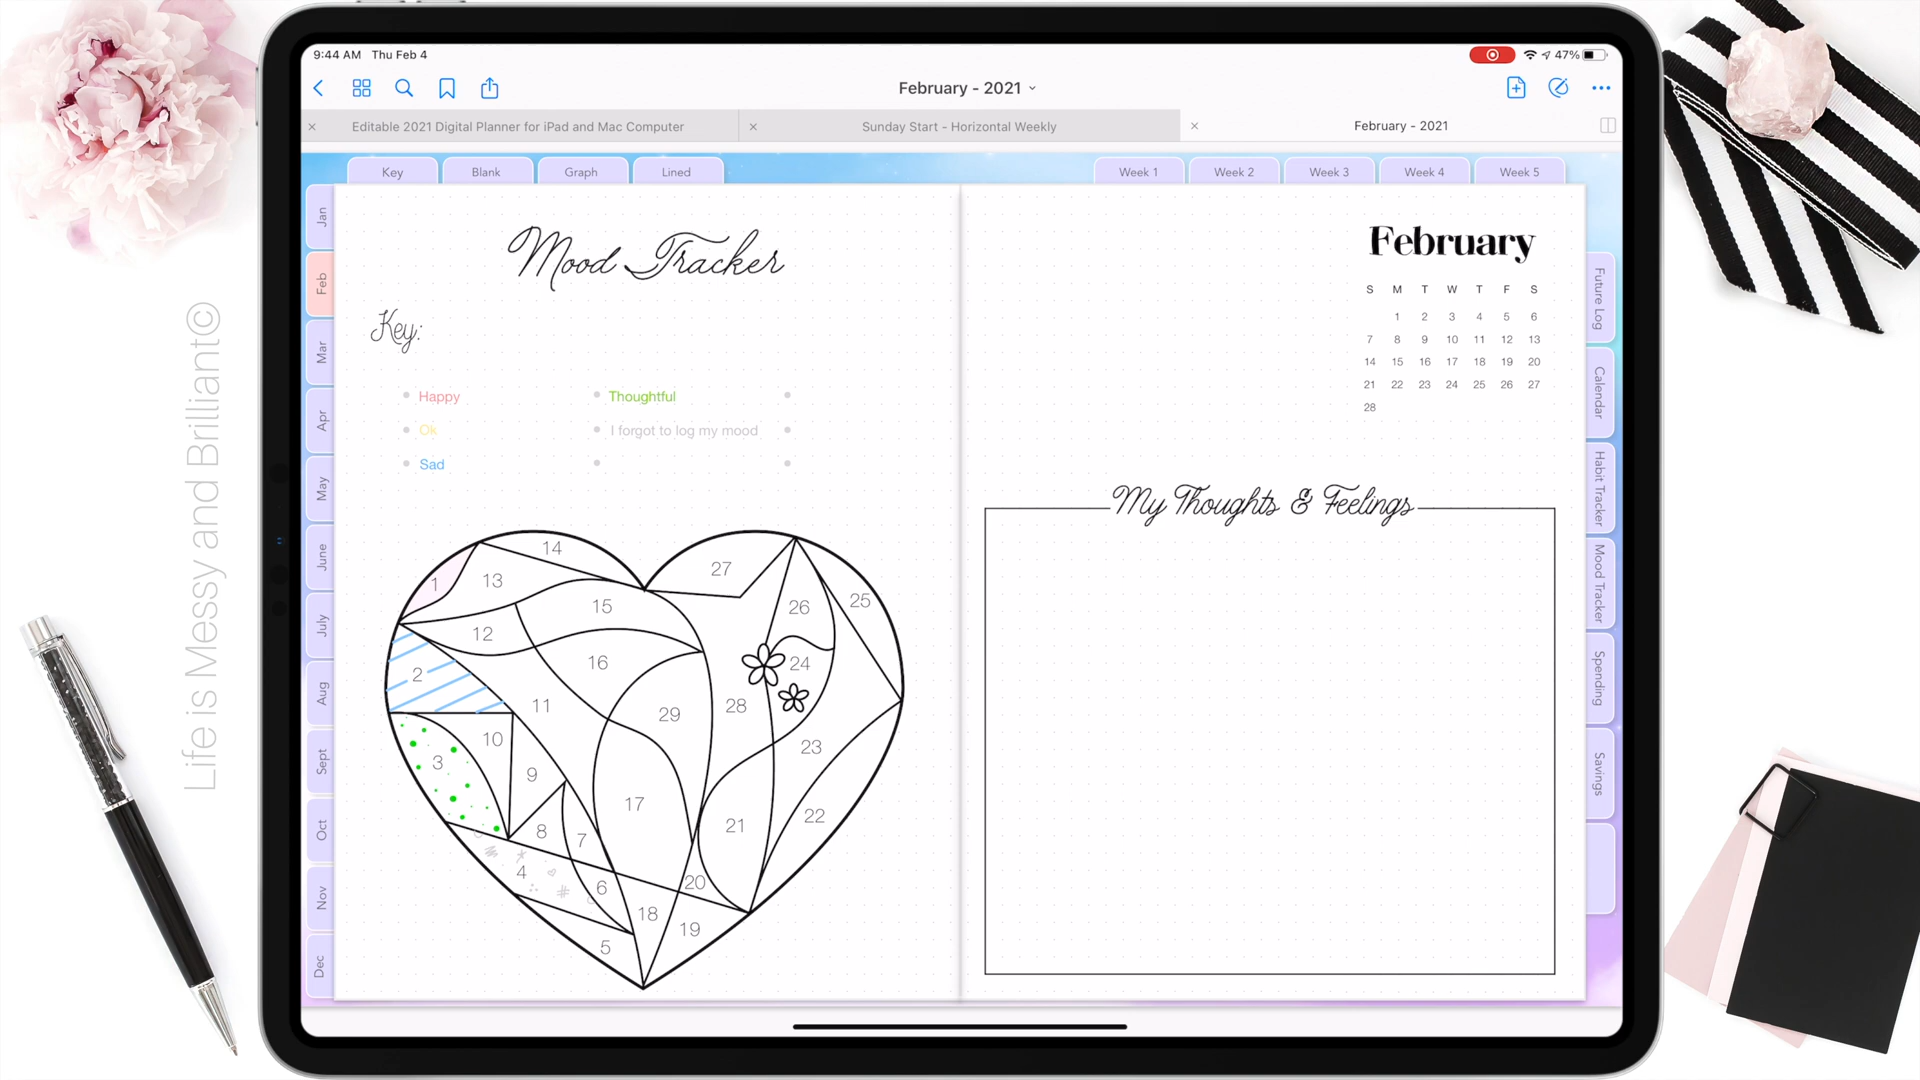 9:44 AM Thu Feb 4
47%
February - 2021
Editable 2021 Digital Planner for iPad and Mac Computer
Sunday Start - Horizontal Weekly
February - 2021
Key Blank Graph Lined
Week 1 Week 2 Week 3 Week 4 Week 5
Jan
Feb
Mar
Apr
May
June
July
Aug
Sept
Oct
Nov
Dec
Mood Tracker
Key:
Happy
Thoughtful
Ok
I forgot to log my mood
Sad
14
27
1
13
15
26
25
12
16
24
2
11
29
28
10
23
3
9
17
22
8
7
21
4
6
20
18
19
5
February
S M T W T F S
1 2 3 4 5 6
7 8 9 10 11 12 13
14 15 16 17 18 19 20
21 22 23 24 25 26 27
28
My Thoughts & Feelings
Future Log
Calendar
Habit Tracker
Mood Tracker
Spending
Savings
Life is Messy and Brilliant©